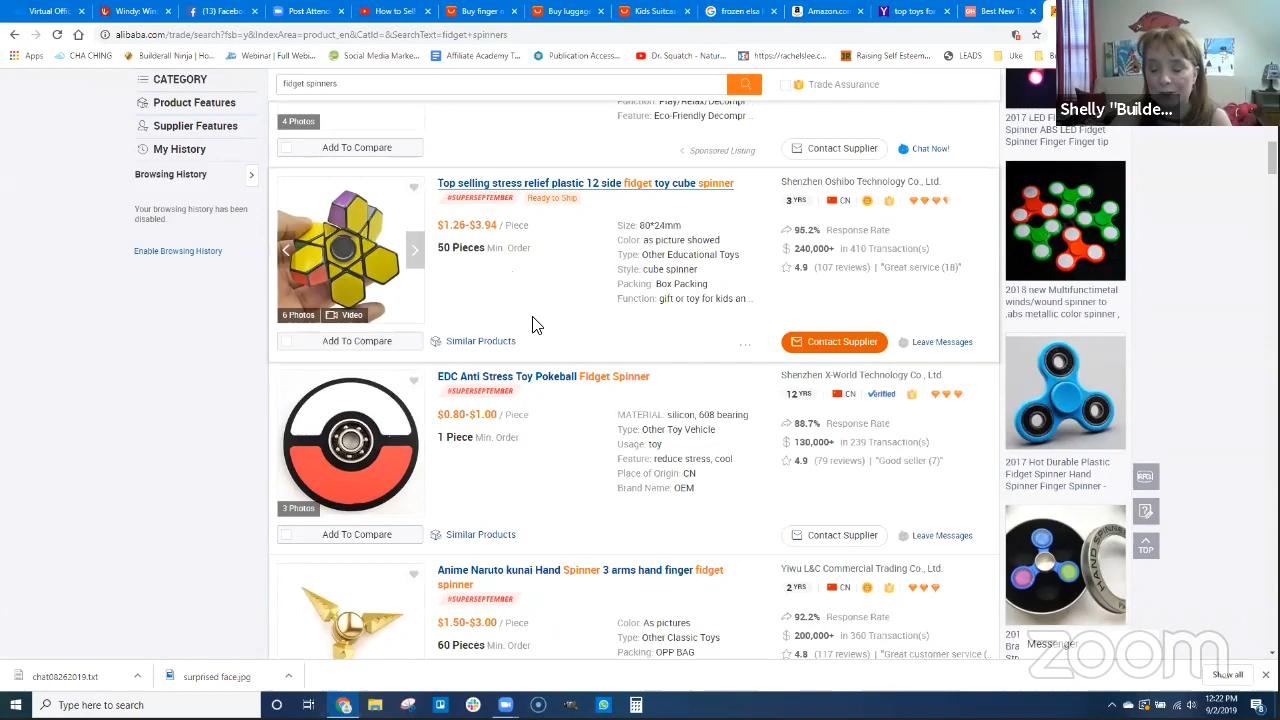 Virtual Offic
Windy: Win
(3) Facebook
Post Attende
How to Sell
Buy finger
Buy luggage
Kids Suitca
frozen elsa
Amazon.com
top toys for
Best New To
alibaba.com/trade/search?fsb=y&IndexArea=product_en&CatId=&SearchText=fidget+spinners
Apps
CHA CHING
Builderall Ninjas
Webinar | Full Webs...
Affiliate Academy T...
Publication Access...
Dr. Squatch - Natur...
https://rachelslee.c...
Raising Self Esteem...
LEADS
Uke
Shelly "Builde...
CATEGORY
Product Features
Supplier Features
My History
Browsing History
Your browsing history has been
disabled.
Enable Browsing History
fidget spinners
Trade Assurance
Function: Play/Relax/Decompr ..
Feature: Eco-Friendly Decompr ..
4 Photos
Add To Compare
< Sponsored Listing
Contact Supplier
Chat Now!
Top selling stress relief plastic 12 side fidget toy cube spinner
#SUPERSEPTEMBER
Ready to Ship
$1.26-$3.94 / Piece
50 Pieces Min. Order
Size: 80*24mm
Color: as picture showed
Type: Other Educational Toys
Style: cube spinner
Packing: Box Packing
Function: gift or toy for kids an ...
Shenzhen Oshibo Technology Co., Ltd.
3 YRS
CN
95.2% Response Rate
240,000+ in 410 Transaction(s)
4.9 (107 reviews) | "Great service (18)"
6 Photos
Video
Add To Compare
Similar Products
...
Contact Supplier
Leave Messages
EDC Anti Stress Toy Pokeball Fidget Spinner
#SUPERSEPTEMBER
$0.80-$1.00 / Piece
1 Piece Min. Order
MATERIAL: silicon, 608 bearing
Type: Other Toy Vehicle
Usage: toy
Feature: reduce stress, cool
Place of Origin: CN
Brand Name: OEM
Shenzhen X-World Technology Co., Ltd.
12 YRS
CN
Verified
88.7% Response Rate
130,000+ in 239 Transaction(s)
4.9 (79 reviews) | "Good seller (7)"
3 Photos
Add To Compare
Similar Products
Contact Supplier
Leave Messages
Anime Naruto kunai Hand Spinner 3 arms hand finger fidget
spinner
#SUPERSEPTEMBER
$1.50-$3.00 / Piece
60 Pieces Min. Order
Color: As pictures
Type: Other Classic Toys
Packing: OPP BAG
Yiwu L&C Commercial Trading Co., Ltd.
2 YRS
CN
92.2% Response Rate
200,000+ in 360 Transaction(s)
4.8 (117 reviews) | "Great customer service (...
2017 LED F
Spinner ABS LED Fidget
Spinner Finger Finger tip
2018 new Multifunctimetal
winds/wound spinner to
,abs metallic color spinner ,
2017 Hot Durable Plastic
Fidget Spinner Hand
Spinner Finger Spinner -
HAND SPINNER
RFQ
TOP
Messenger
zoom
chat08262019.txt
surprised face.jpg
Show all
Type here to search
12:22 PM
9/2/2019
8